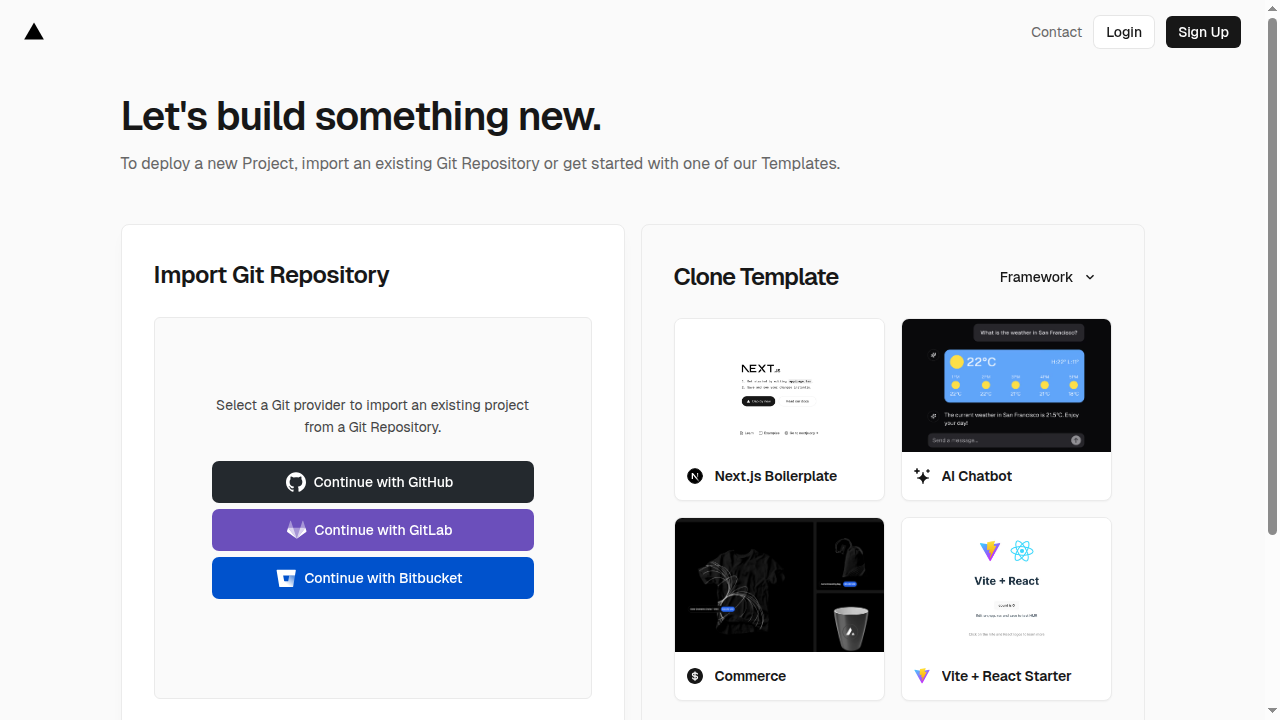 Contact
Login
Sign Up
Let's build something new.
To deploy a new Project, import an existing Git Repository or get started with one of our Templates.
Import Git Repository
Select a Git provider to import an existing project
from a Git Repository.
Continue with GitHub
Continue with GitLab
Continue with Bitbucket
Clone Template
Framework
NEXT
Next.js Boilerplate
What is the weather in San Francisco?
22°C
The current weather in San Francisco is 21.5°C. Enjoy
your day!
Send a message...
AI Chatbot
Commerce
Vite + React
Vite + React Starter